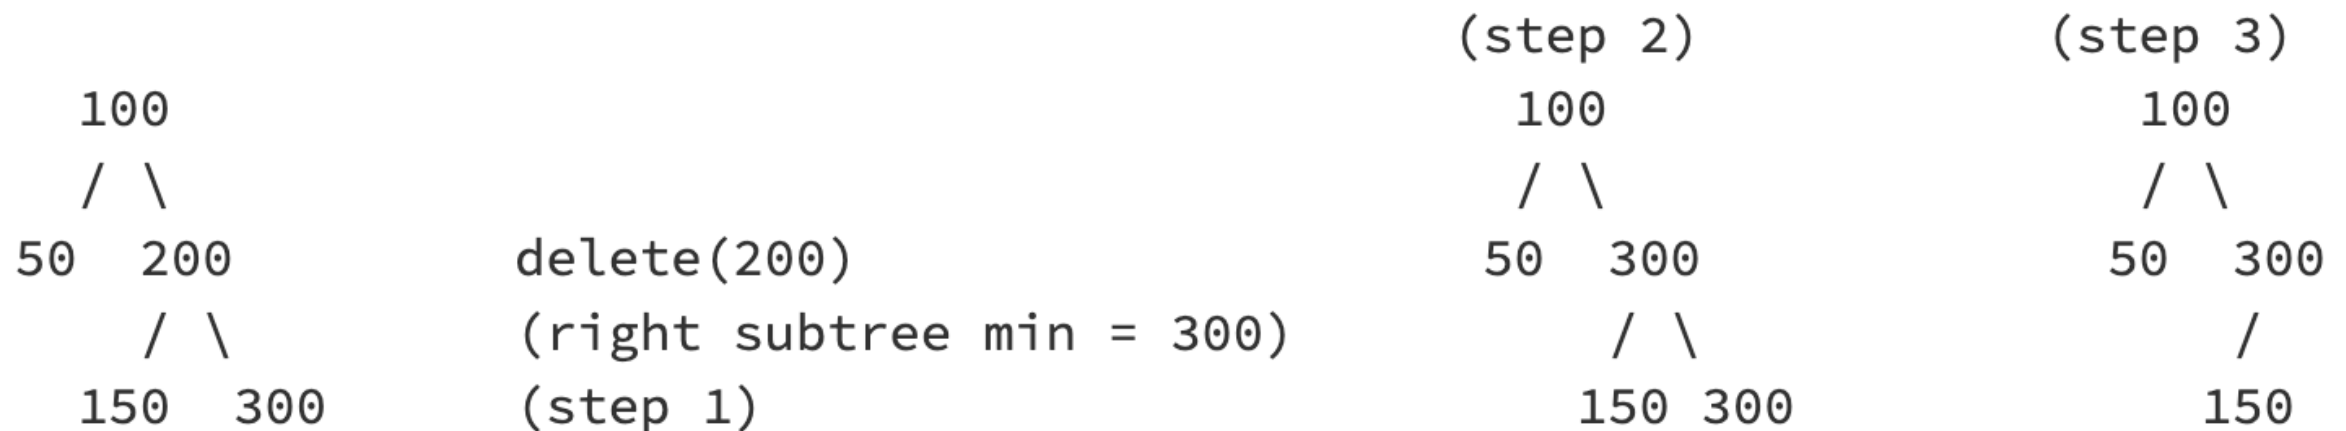 (step 2)           (step 3)
  100                                            100                 100
  / \                                            / \                 / \
50  200         delete(200)                     50  300             50  300
    / \         (right subtree min = 300)           / \                 /
  150  300      (step 1)                           150 300             150